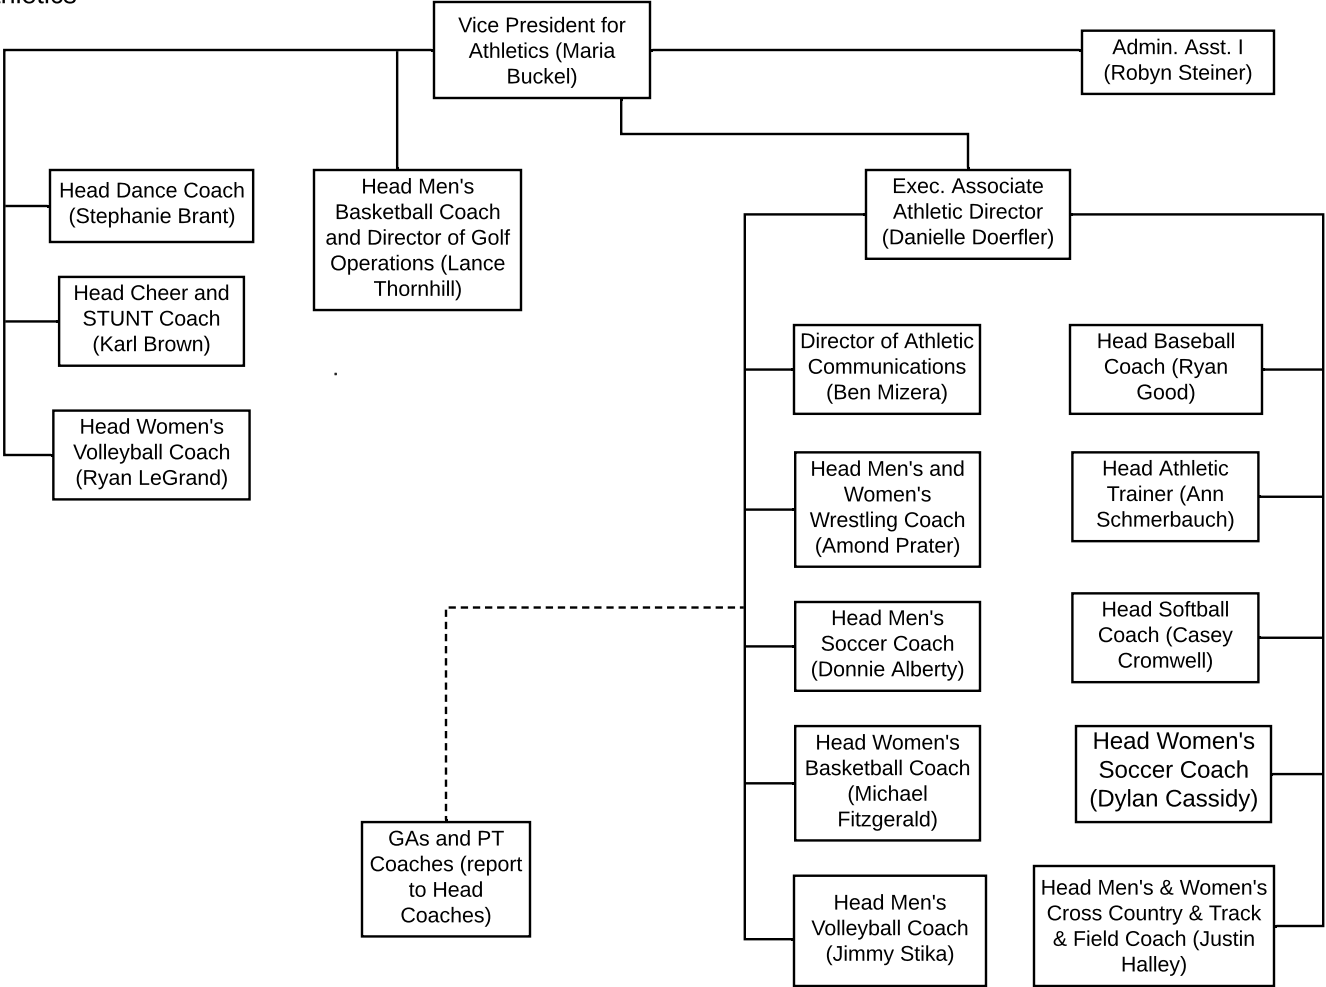 Vice President for
Athletics (Maria
Buckel)
Admin. Asst. I
(Robyn Steiner)
Head Dance Coach
(Stephanie Brant)
Head Men's
Basketball Coach
and Director of Golf
Operations (Lance
Thornhill)
Exec. Associate
Athletic Director
(Danielle Doerfler)
Head Cheer and
STUNT Coach
(Karl Brown)
Head Women's
Volleyball Coach
(Ryan LeGrand)
Director of Athletic
Communications
(Ben Mizera)
Head Baseball
Coach (Ryan
Good)
Head Men's and
Women's
Wrestling Coach
(Amond Prater)
Head Athletic
Trainer (Ann
Schmerbauch)
Head Men's
Soccer Coach
(Donnie Alberty)
Head Softball
Coach (Casey
Cromwell)
Head Women's
Basketball Coach
(Michael
Fitzgerald)
Head Women's
Soccer Coach
(Dylan Cassidy)
GAs and PT
Coaches (report
to Head
Coaches)
Head Men's
Volleyball Coach
(Jimmy Stika)
Head Men's & Women's
Cross Country & Track
& Field Coach (Justin
Halley)